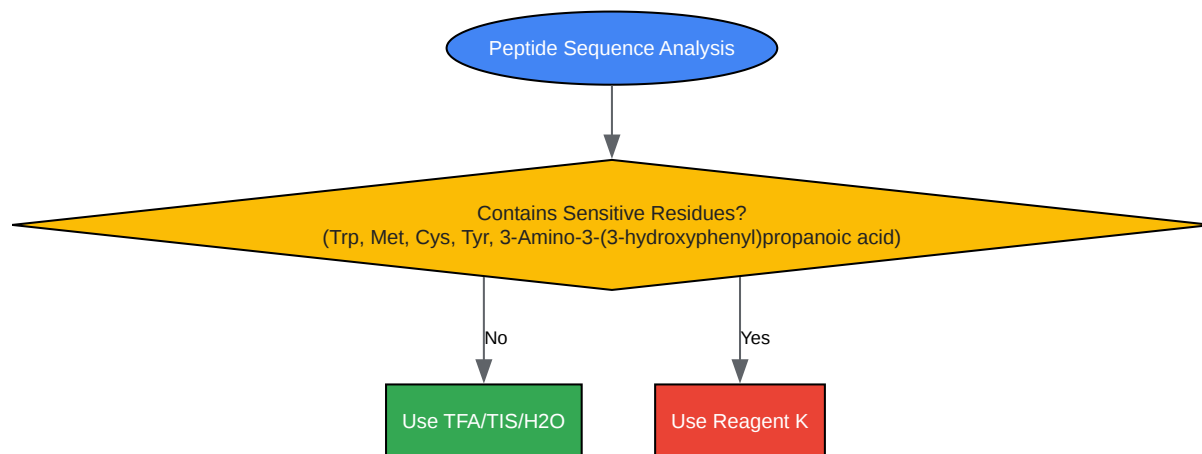 Peptide Sequence Analysis
Contains Sensitive Residues?
(Trp, Met, Cys, Tyr, 3-Amino-3-(3-hydroxyphenyl)propanoic acid)
No
Yes
Use TFA/TIS/H2O
Use Reagent K